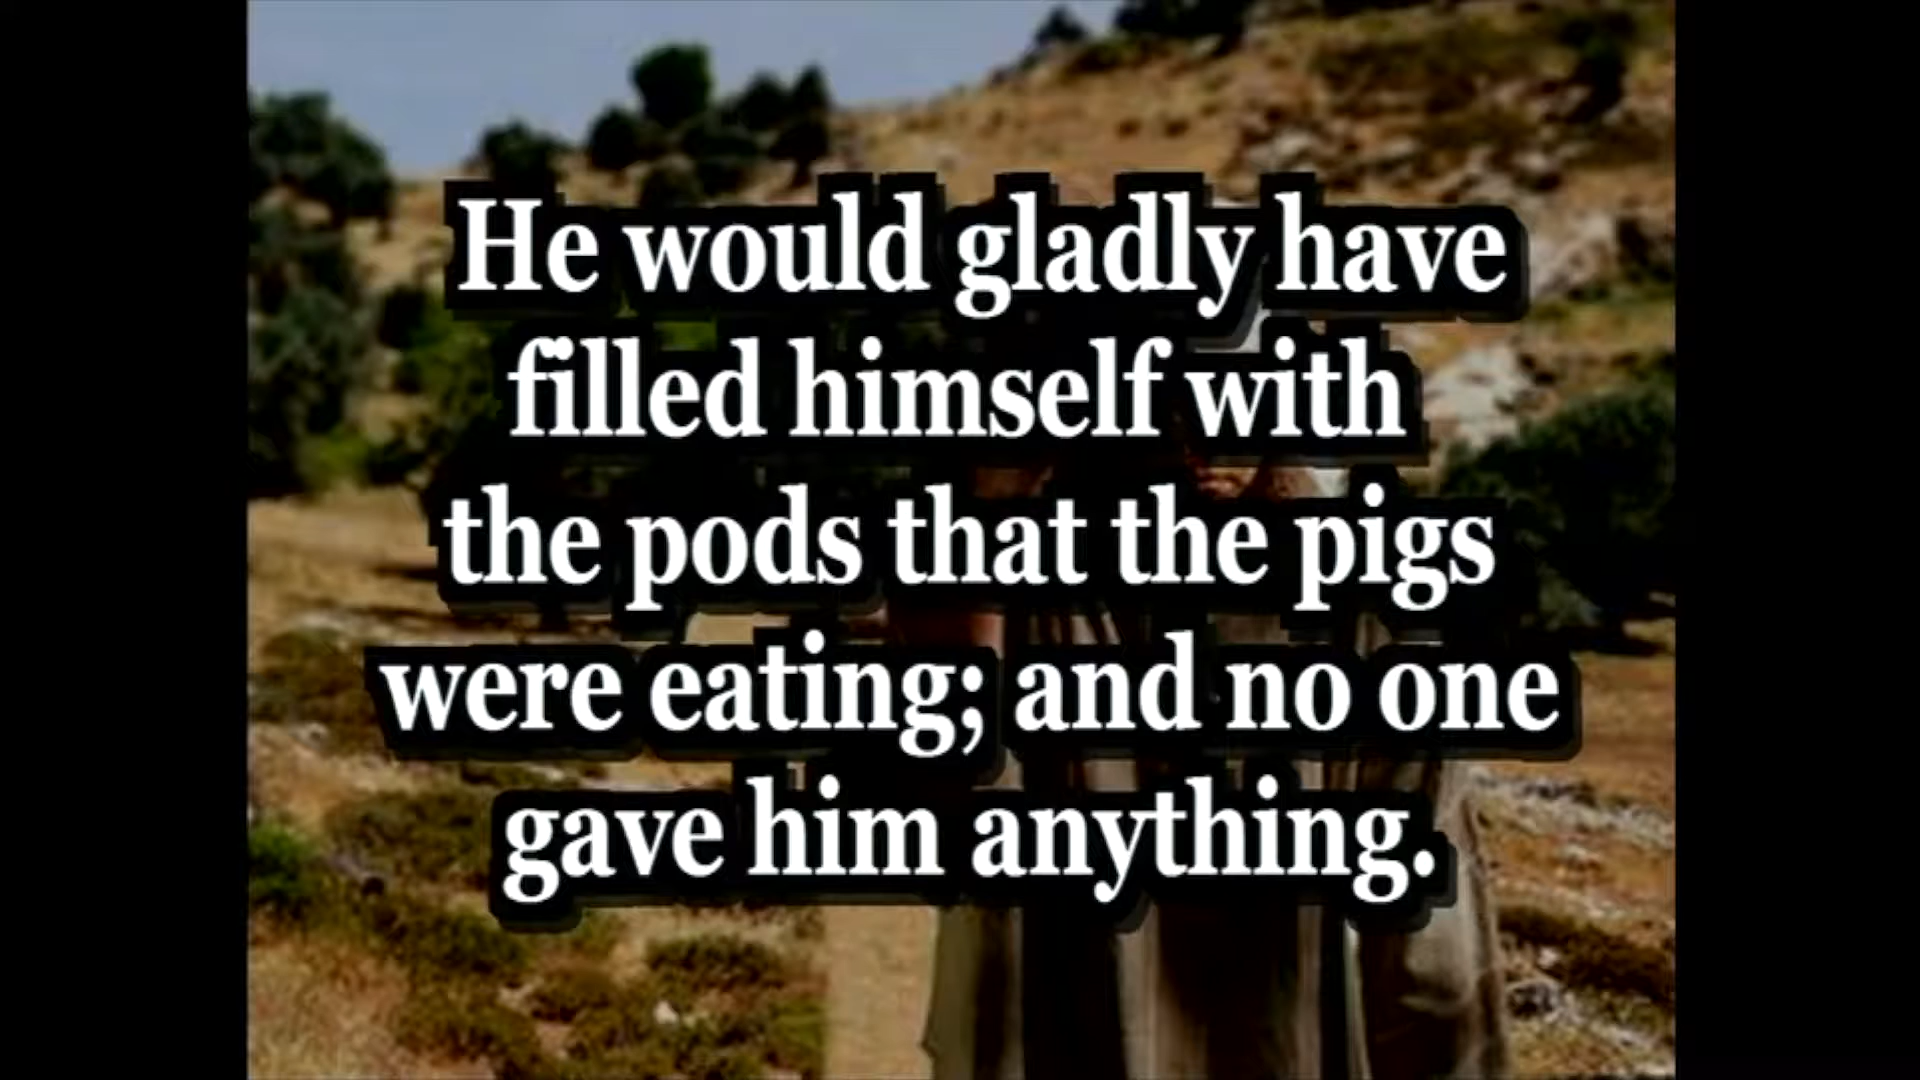 He would gladly have
filled himself with
the pods that the pigs
were eating; and no one
gave him anything.